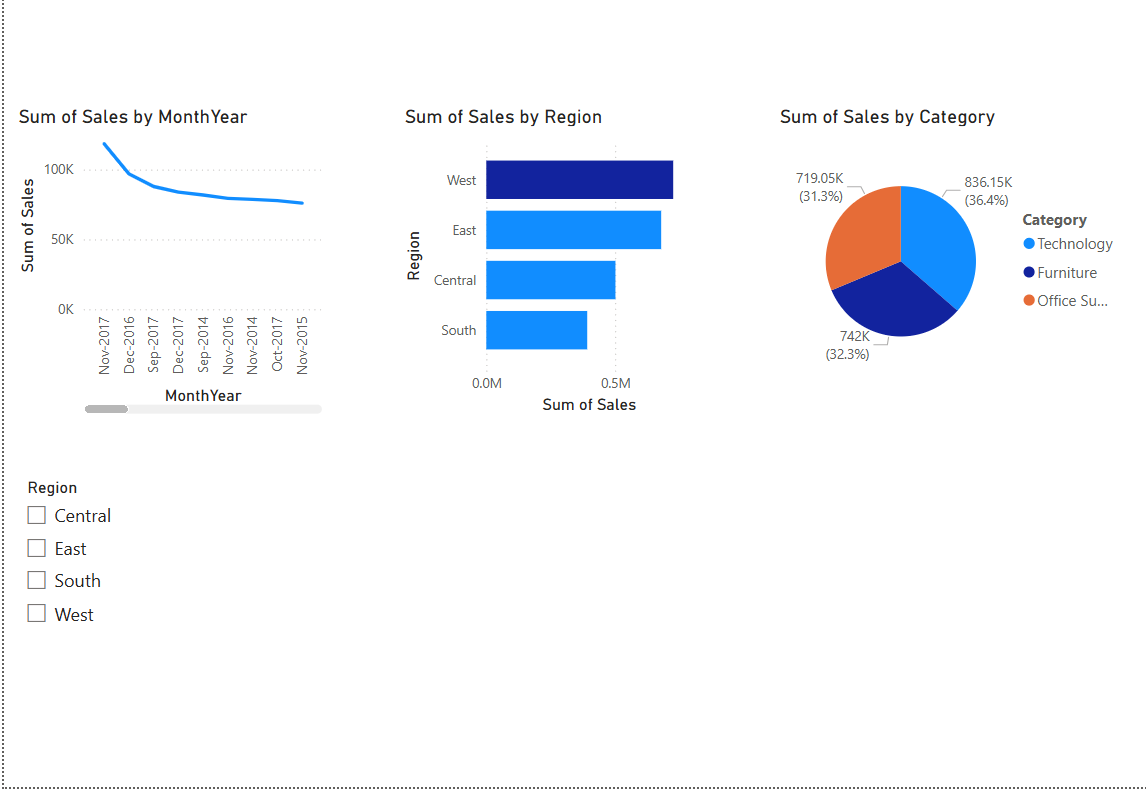 Sum of Sales by MonthYear
Sum of Sales
100K
50K
0K
Nov-2017
Dec-2016
Sep-2017
Dec-2017
Sep-2014
Nov-2016
Nov-2014
Oct-2017
Nov-2015
MonthYear
Sum of Sales by Region
Region
West
East
Central
South
0.0M
0.5M
Sum of Sales
Sum of Sales by Category
719.05K
(31.3%)
836.15K
(36.4%)
742K
(32.3%)
Category
Technology
Furniture
Office Su...
Region
Central
East
South
West